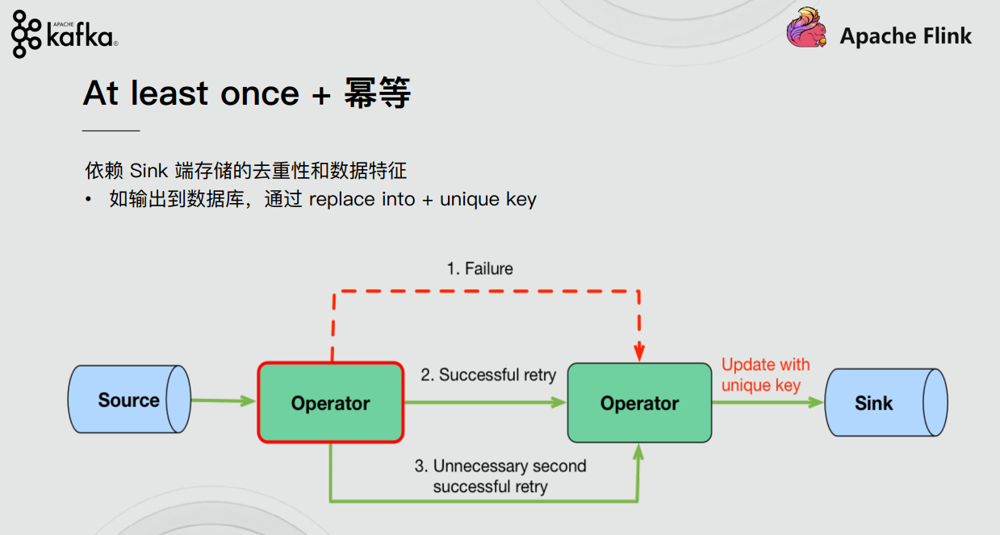 APACHE
kafka®
Apache Flink
At least once + 幂等
依赖 Sink 端存储的去重性和数据特征
• 如输出到数据库，通过 replace into + unique key
1. Failure
Source
Operator
2. Successful retry
Operator
Update with
unique key
Sink
3. Unnecessary second
successful retry